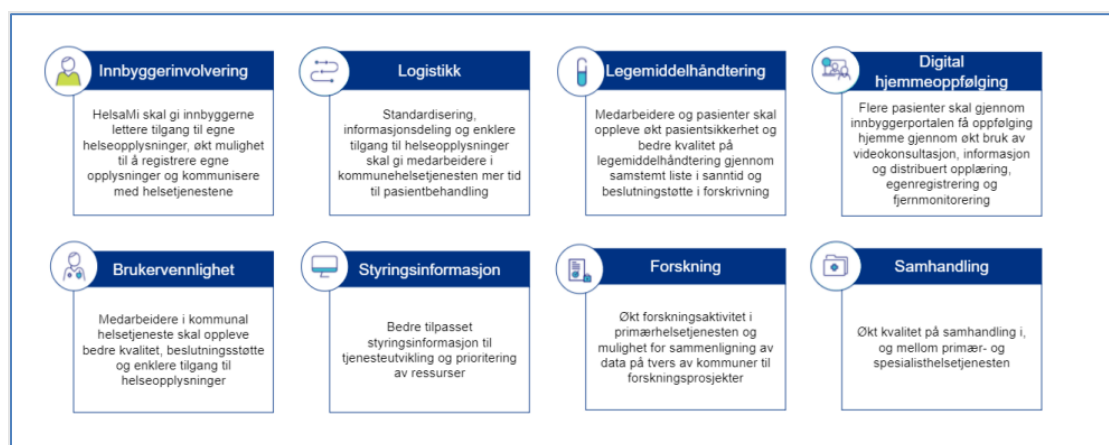 Innbyggerinvolvering
HelsaMi skal gi innbyggerne
lettere tilgang til egne
helseopplysninger, økt mulighet
til å registrere egne
opplysninger og kommunisere
med helsetjenestene
Logistikk
Standardisering,
informasjonsdeling og enklere
tilgang til helseopplysninger
skal gi medarbeidere i
kommunehelsetjenesten mer tid
til pasientbehandling
Legemiddelhåndtering
Medarbeidere og pasienter skal
oppleve økt pasientsikkerhet og
bedre kvalitet på
legemiddelhåndtering gjennom
samstemt liste i sanntid og
beslutningstøtte i forskrivning
Digital
hjemmeoppfølging
Flere pasienter skal gjennom
innbyggerportalen få oppfølging
hjemme gjennom økt bruk av
videokonsultasjon, informasjon
og distribuert opplæring,
egenregistrering og
fjernmonitorering
Brukervennlighet
Medarbeidere i kommunal
helsetjeneste skal oppleve
bedre kvalitet, beslutningsstøtte
og enklere tilgang til
helseopplysninger
Styringsinformasjon
Bedre tilpasset
styringsinformasjon til
tjenesteutvikling og prioritering
av ressurser
Forskning
Økt forskningsaktivitet i
primærhelsetjenesten og
mulighet for sammenligning av
data på tvers av kommuner til
forskningsprosjekter
Samhandling
Økt kvalitet på samhandling i,
og mellom primær- og
spesialisthelsetjenesten